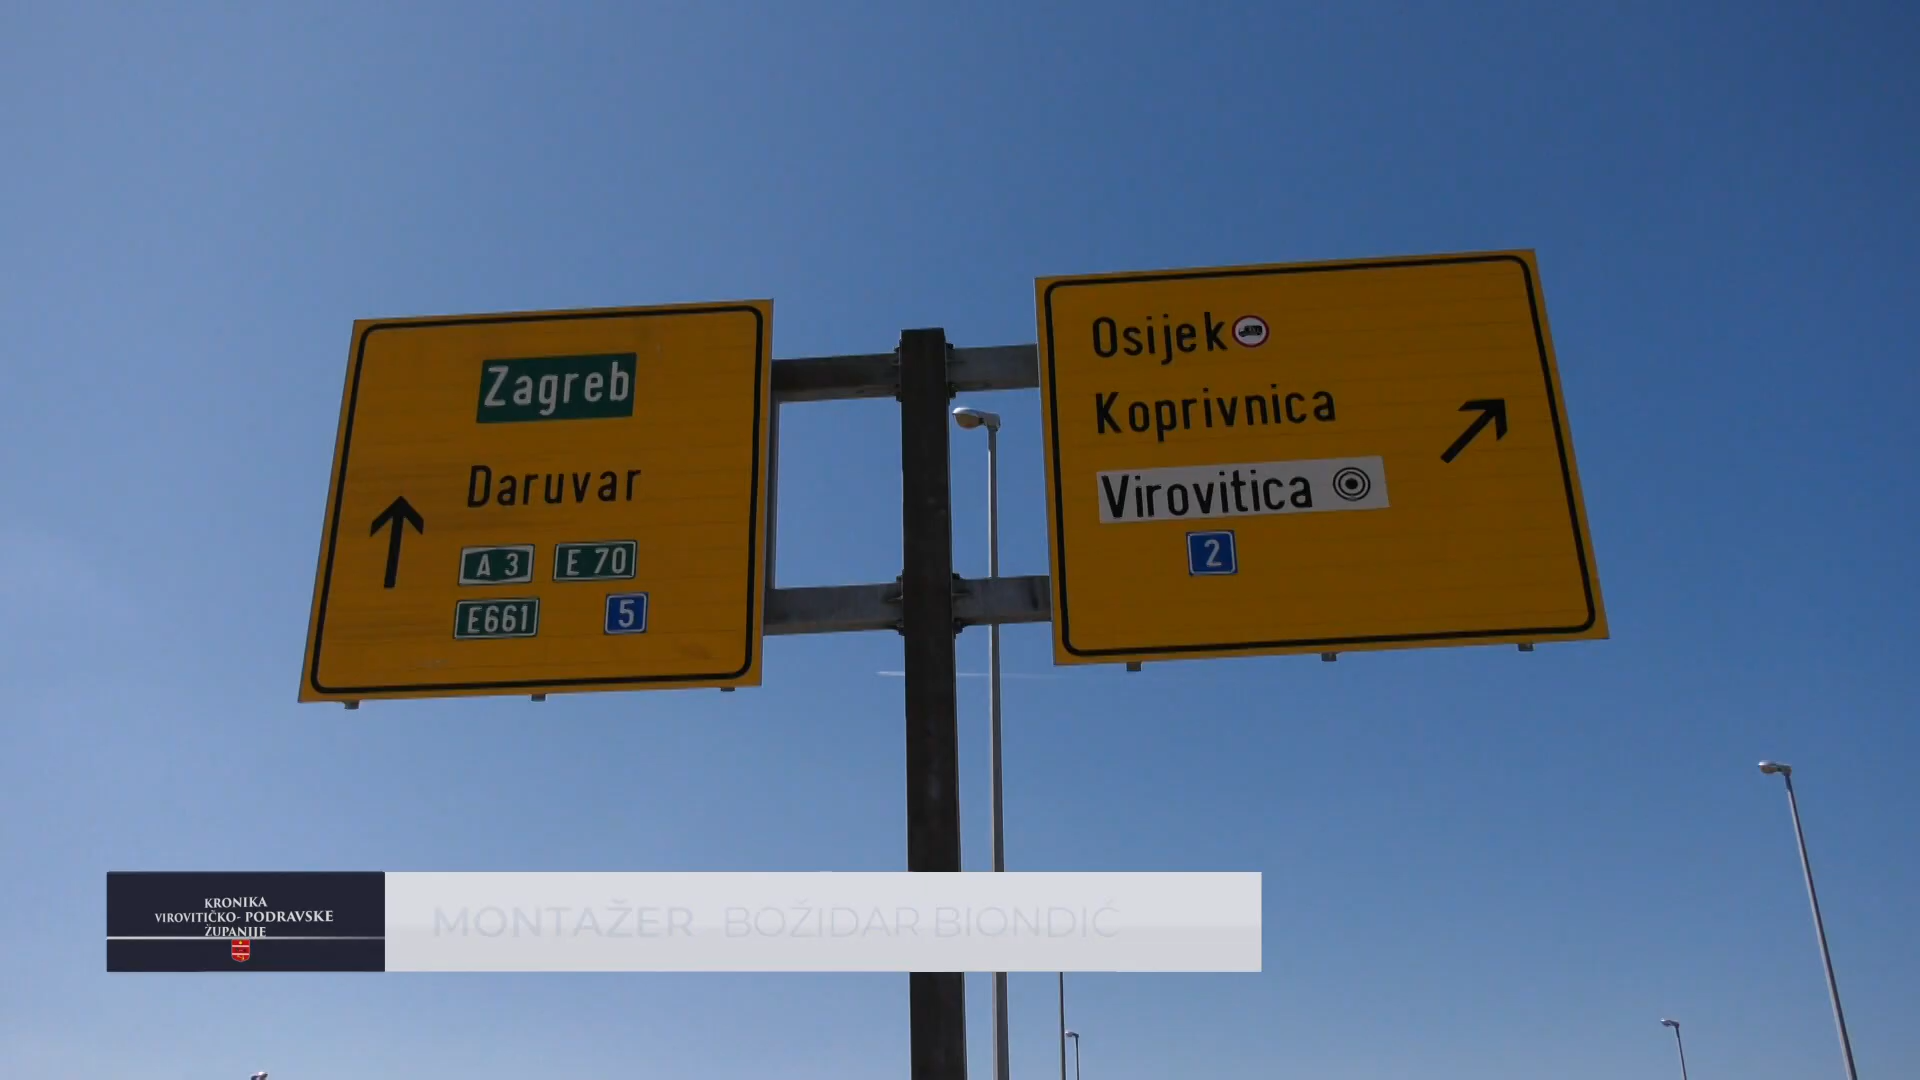 Zagreb
Daruvar
A 3 E 70
E661 5
Osijek
Koprivnica
Virovitica
2
KRONIKA
VIROVITIČKO- PODRAVSKE
ŽUPANIJE
MONTAŽER BOŽIDAR BIONDIĆ